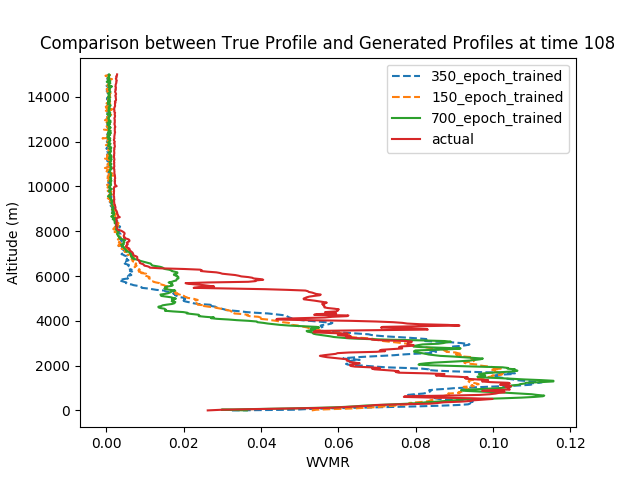 Comparison between True Profile and Generated Profiles at time 108
350_epoch_trained
150_epoch_trained
700_epoch_trained
actual
Altitude (m)
14000
12000
10000
8000
6000
4000
2000
0
0.00 0.02 0.04 0.06 0.08 0.10 0.12
WVMR